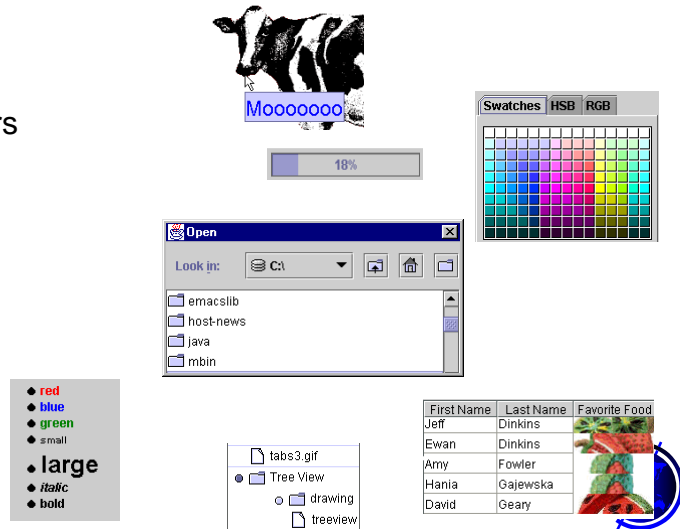 rs
Mooooooo
Swatches HSB RGB
18%
Open
Look in: C:\
emacslib
host-news
java
mbin
red
blue
green
small
large
italic
bold
tabs3.gif
Tree View
drawing
treeview
First Name Last Name Favorite Food
Jeff Dinkins
Ewan Dinkins
Amy Fowler
Hania Gajewska
David Geary